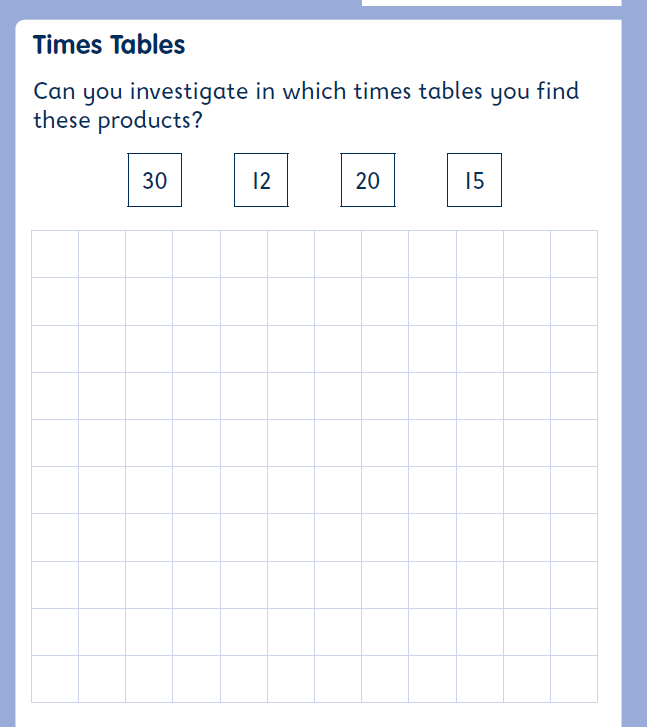 Times Tables
Can you investigate in which times tables you find
these products?
30 12 20 15